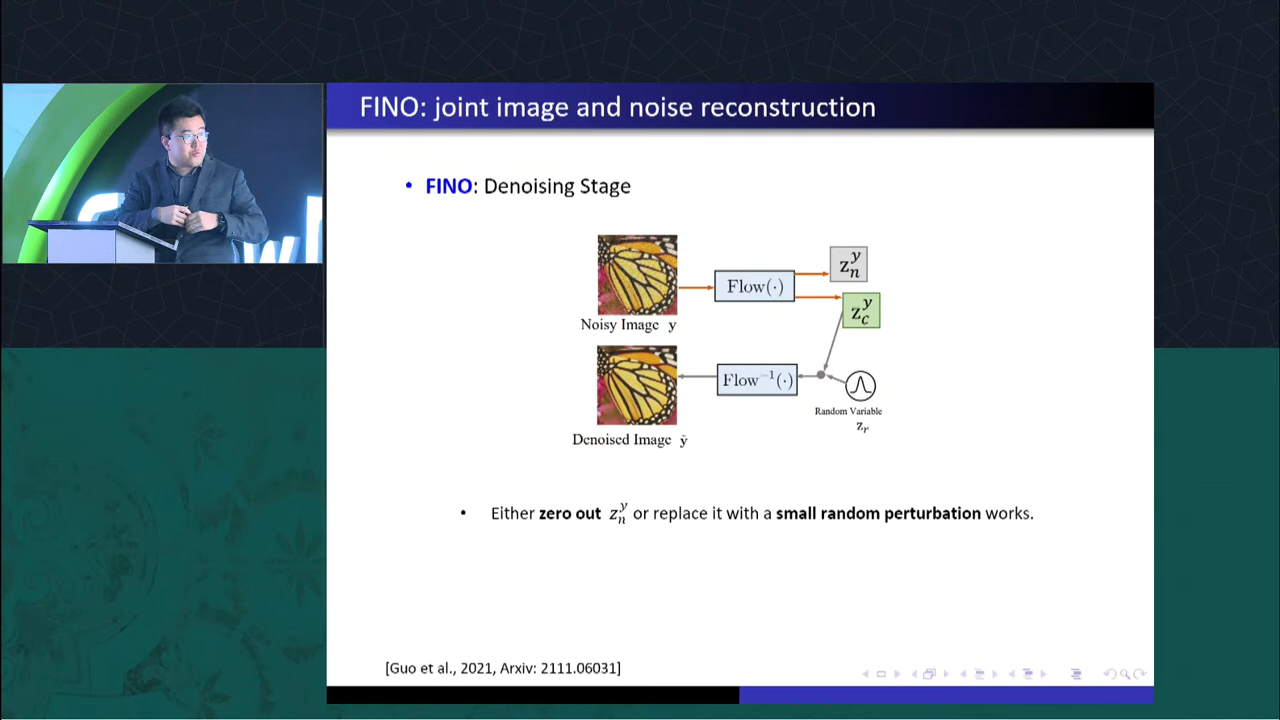 FINO: joint image and noise reconstruction
• FINO: Denoising Stage
Noisy Image y
Flow(·)
z_n^y
z_c^y
Denoised Image ỹ
Flow⁻¹(·)
Random Variable
z_r
• Either zero out z_n^y or replace it with a small random perturbation works.
[Guo et al., 2021, Arxiv: 2111.06031]